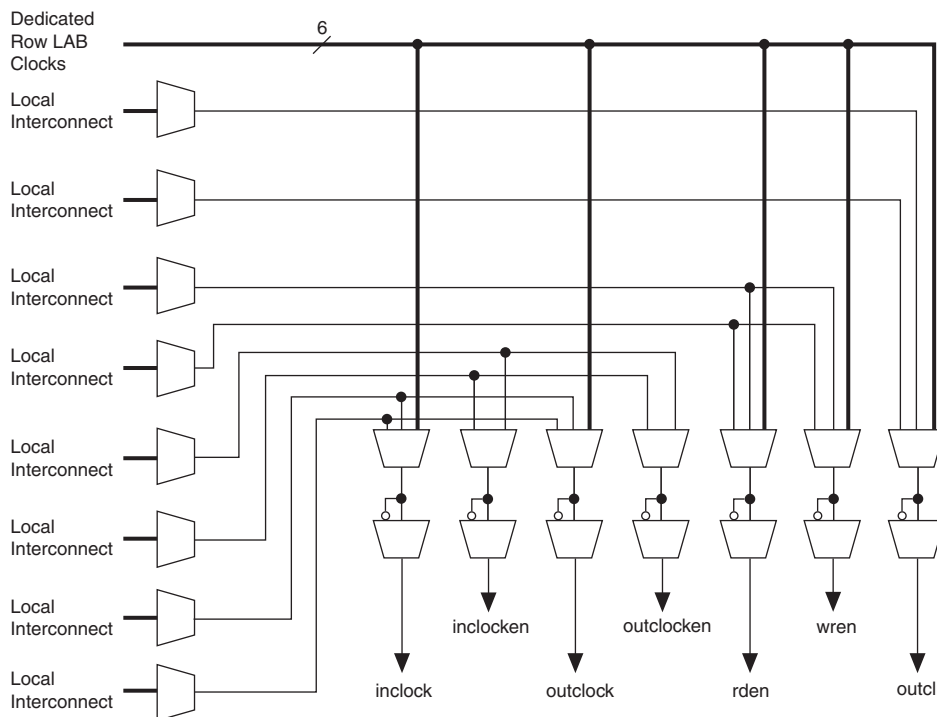 Dedicated
Row LAB
Clocks
6
Local
Interconnect
Local
Interconnect
Local
Interconnect
Local
Interconnect
Local
Interconnect
Local
Interconnect
Local
Interconnect
Local
Interconnect
inclocken
outclocken
wren
inclock
outclock
rden
outcl